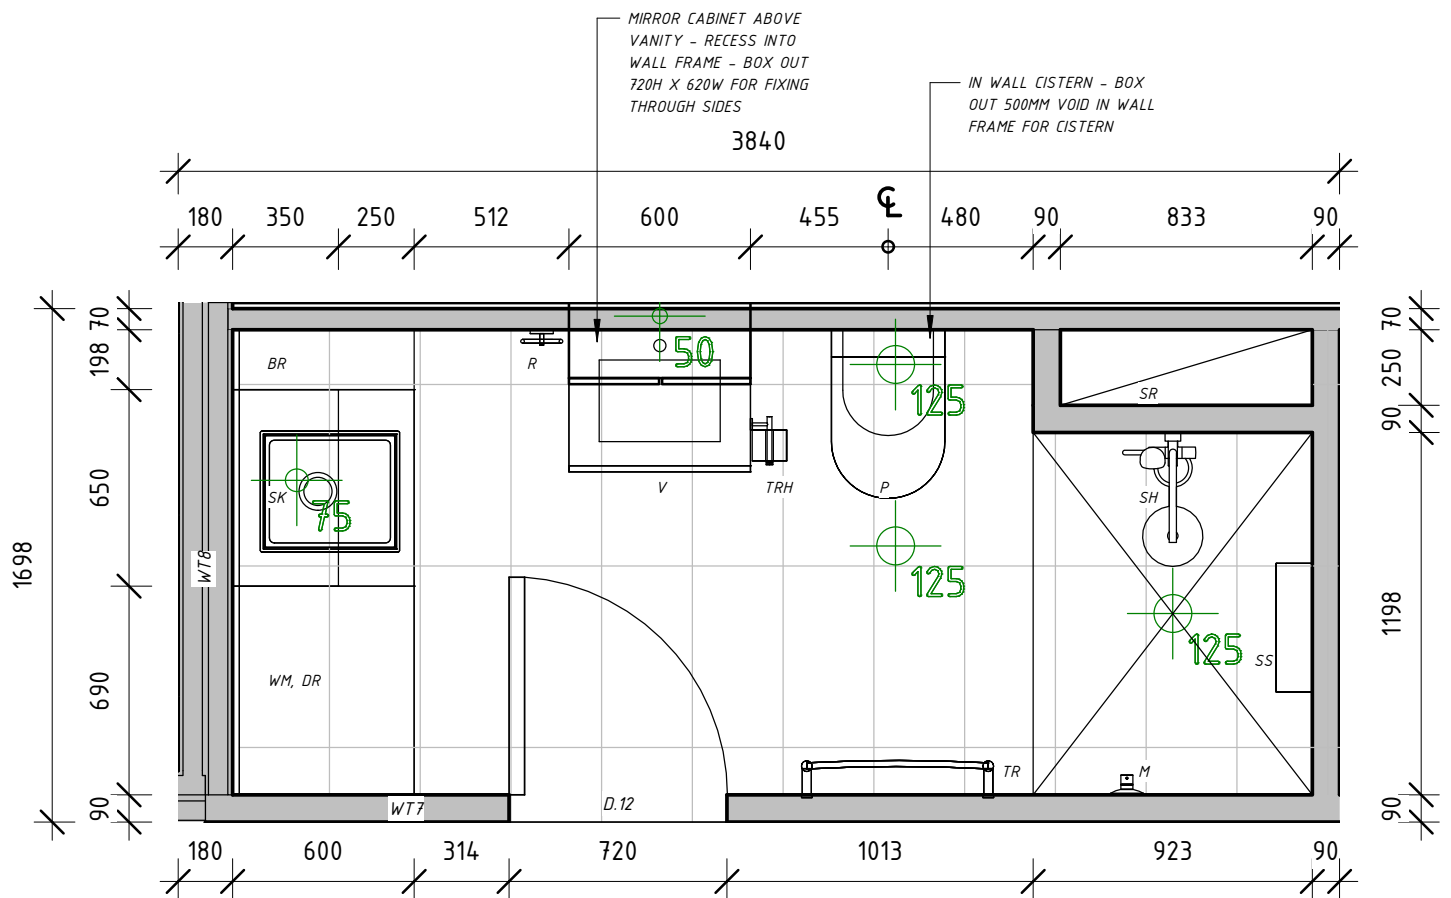 MIRROR CABINET ABOVE
VANITY - RECESS INTO
WALL FRAME - BOX OUT
720H X 620W FOR FIXING
THROUGH SIDES
IN WALL CISTERN - BOX
OUT 500MM VOID IN WALL
FRAME FOR CISTERN
3840
180 350 250 512 600 455 ℄ 480 90 833 90
70
198
650
690
90
1698
70
250
90
1198
90
BR
R
50
125
SR
SK
75
V
TRH
P
SH
WT8
125
125
SS
WM, DR
TR
M
WT7
D.12
180 600 314 720 1013 923 90